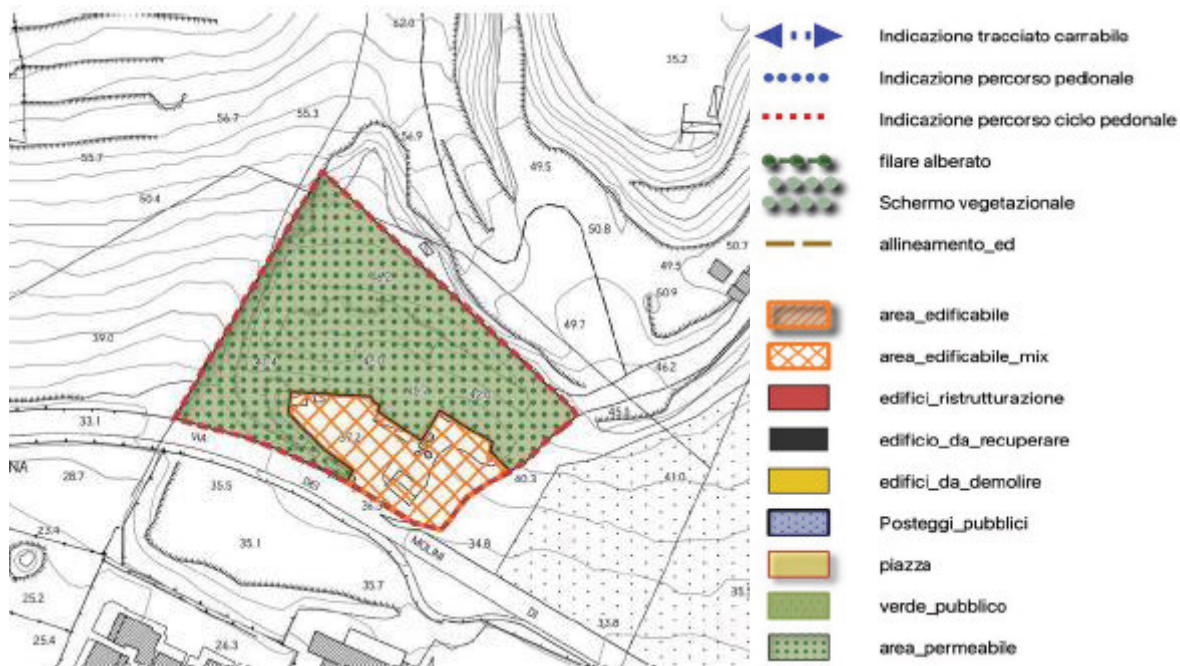 62.0
35.2
Indicazione tracciato carrabile
Indicazione percorso pedonale
Indicazione percorso ciclo pedonale
filare alberato
Schermo vegetazionale
allineamento_ed
area_edificabile
area_edificabile_mix
edifici_ristrutturazione
edificio_da_recuperare
edifici_da_demolire
Posteggi_pubblici
piazza
verde_pubblico
area_permeabile
56.7
55.3
56.9
55.7
49.5
50.4
50.8
50.7
49.5
50.9
49.7
39.0
46.2
33.1
VIA
37.2
NA
28.7
35.5
DEI
40.3
41.0
23.4
MOLINI
34.8
35.1
35.7
25.2
DI
33.8
25.4
26.3